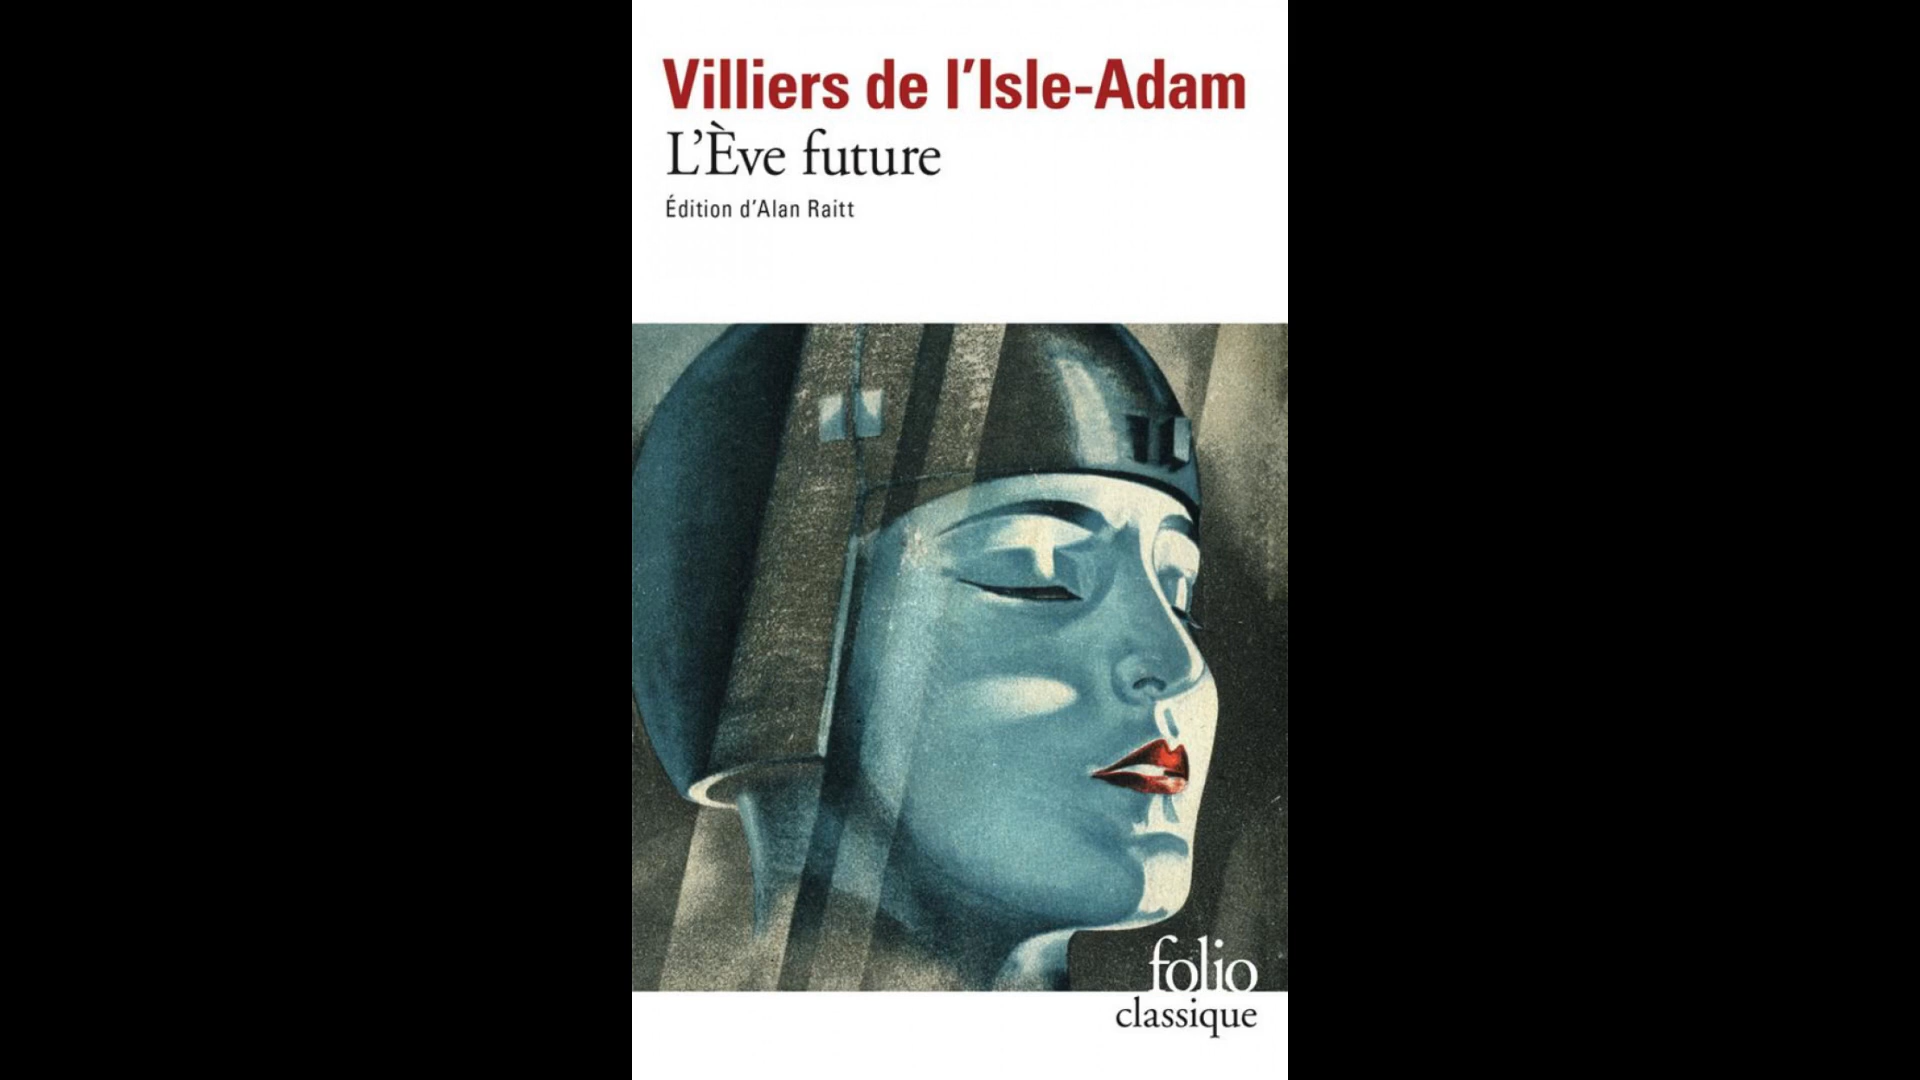 Villiers de l’Isle-Adam
L’Ève future
Édition d’Alan Raitt
folio
classique